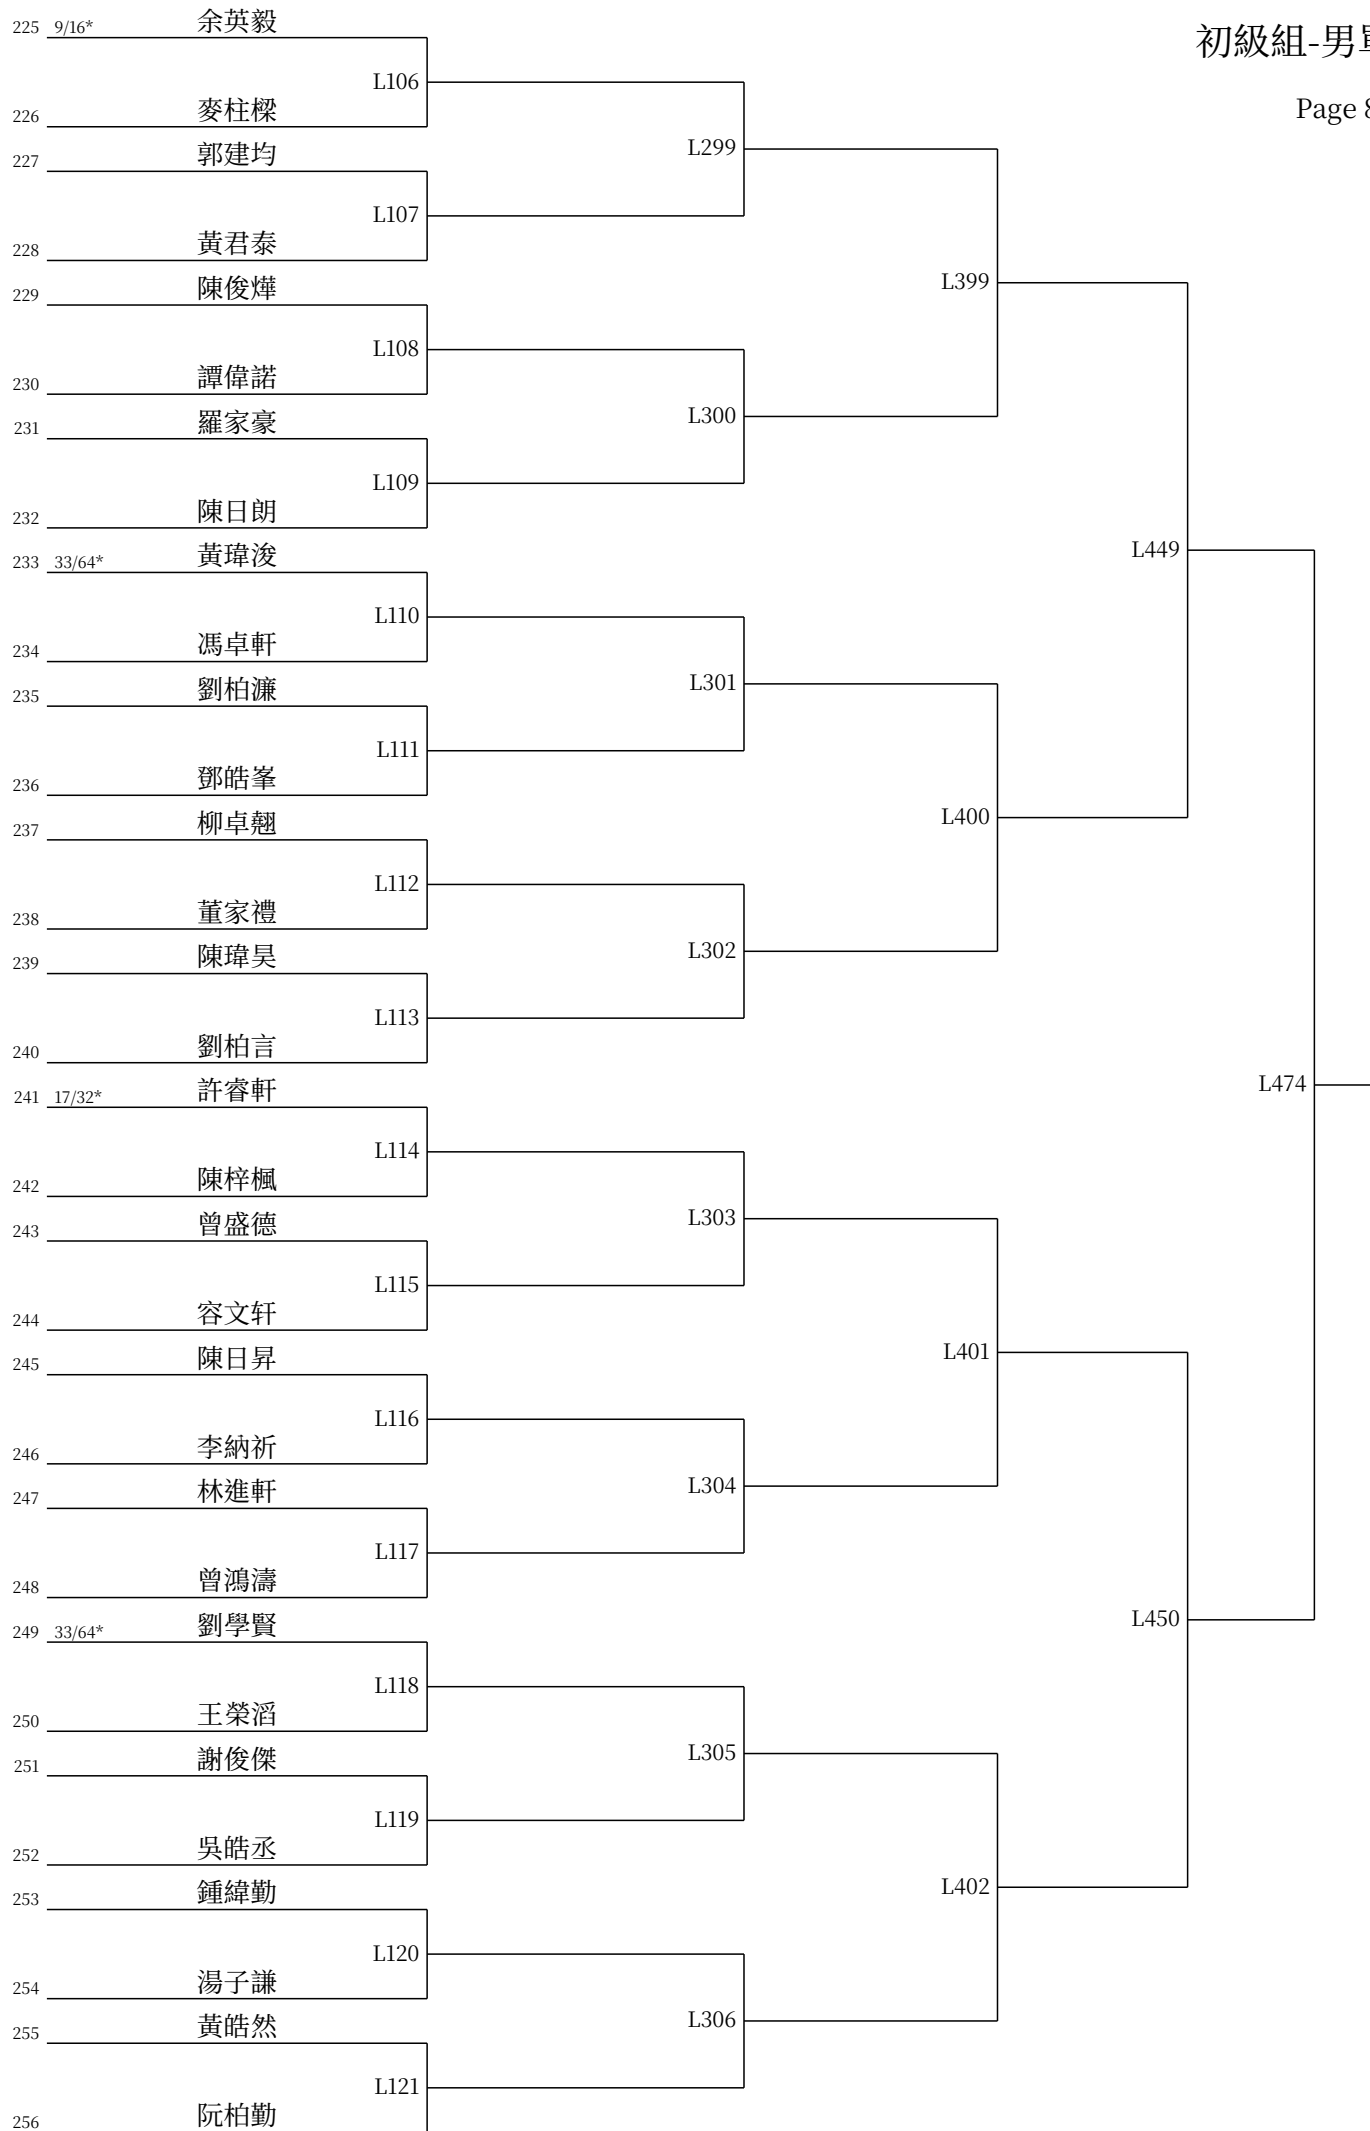 225 9/16* 余英毅
初級組-男
L106
Page
226 麥柱樑
227 郭建均
L299
L107
228 黃君泰
229 陳俊燁
L399
L108
230 譚偉諾
L300
231 羅家豪
L109
232 陳日朗
233 33/64* 黃瑋浚
L449
L110
234 馮卓軒
L301
235 劉柏濂
L111
236 鄧皓峯
L400
237 柳卓翹
L112
238 董家禮
L302
239 陳瑋昊
L113
240 劉柏言
L474
241 17/32* 許睿軒
L114
242 陳梓楓
L303
243 曾盛德
L115
244 容文轩
L401
245 陳日昇
L116
246 李納祈
L304
247 林進軒
L117
248 曾鴻濤
L450
249 33/64* 劉學賢
L118
250 王榮滔
L305
251 謝俊傑
L119
252 吳皓丞
L402
253 鍾緯勤
L120
254 湯子謙
L306
255 黃皓然
L121
256 阮柏勤